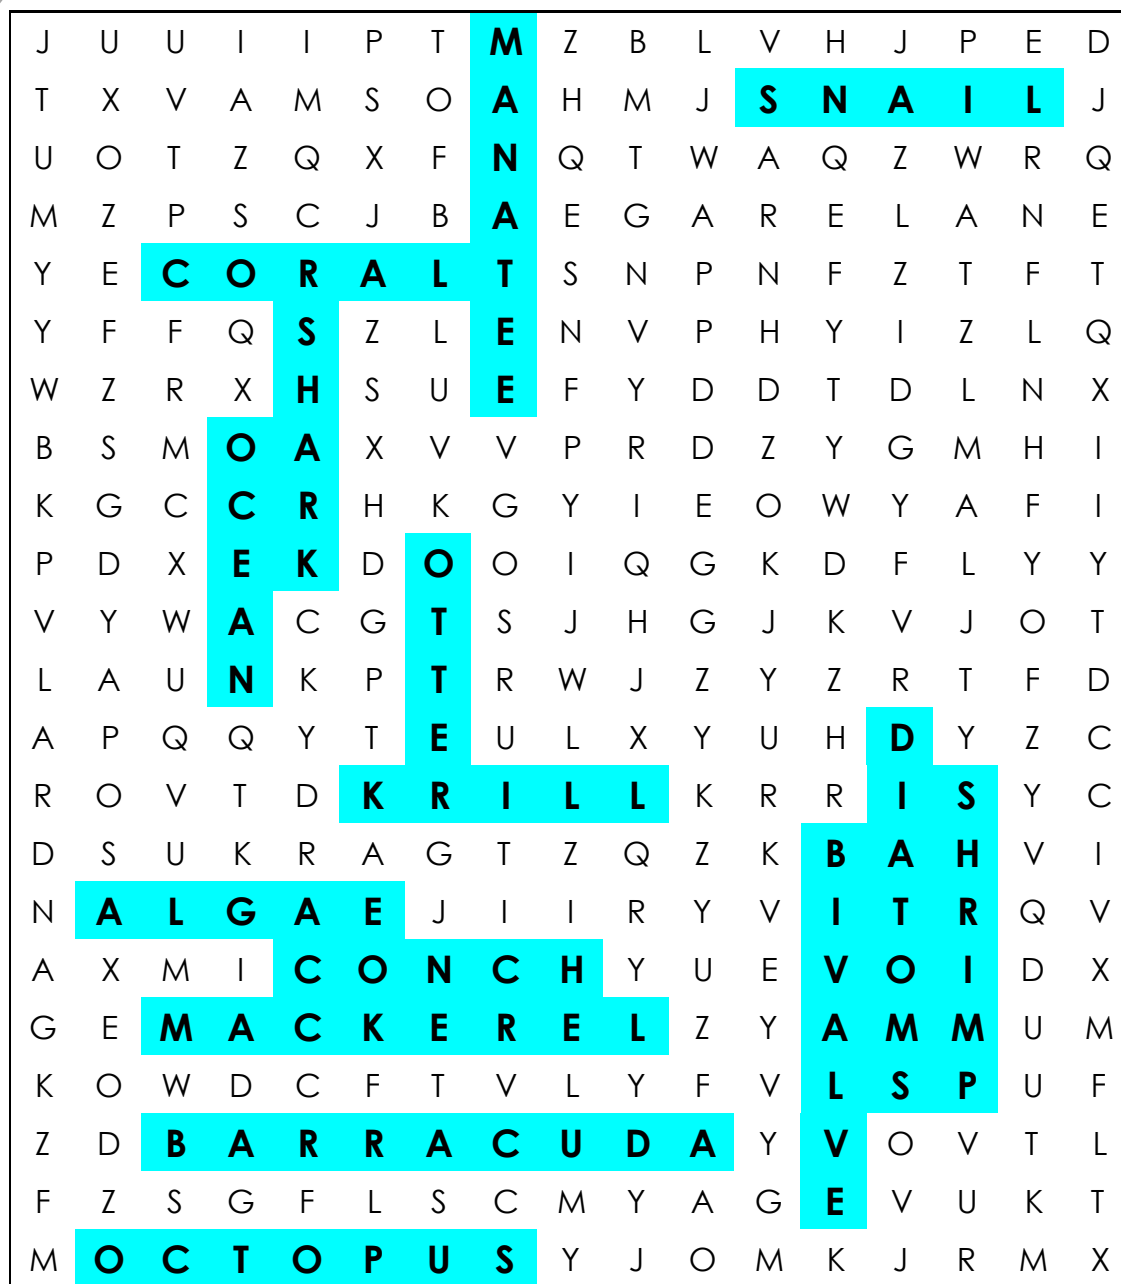 J U U I I P T M Z B L V H J P E D
T X V A M S O A H M J S N A I L J
U O T Z Q X F N Q T W A Q Z W R Q
M Z P S C J B A E G A R E L A N E
Y E C O R A L T S N P N F Z T F T
Y F F Q S Z L E N V P H Y I Z L Q
W Z R X H S U E F Y D D T D L N X
B S M O A X V V P R D Z Y G M H I
K G C C R H K G Y I E O W Y A F I
P D X E K D O O I Q G K D F L Y Y
V Y W A C G T S J H G J K V J O T
L A U N K P T R W J Z Y Z R T F D
A P Q Q Y T E U L X Y U H D Y Z C
R O V T D K R I L L K R R I S Y C
D S U K R A G T Z Q Z K B A H V I
N A L G A E J I I R Y V I T R Q V
A X M I C O N C H Y U E V O I D X
G E M A C K E R E L Z Y A M M U M
K O W D C F T V L Y F V L S P U F
Z D B A R R A C U D A Y V O V T L
F Z S G F L S C M Y A G E V U K T
M O C T O P U S Y J O M K J R M X